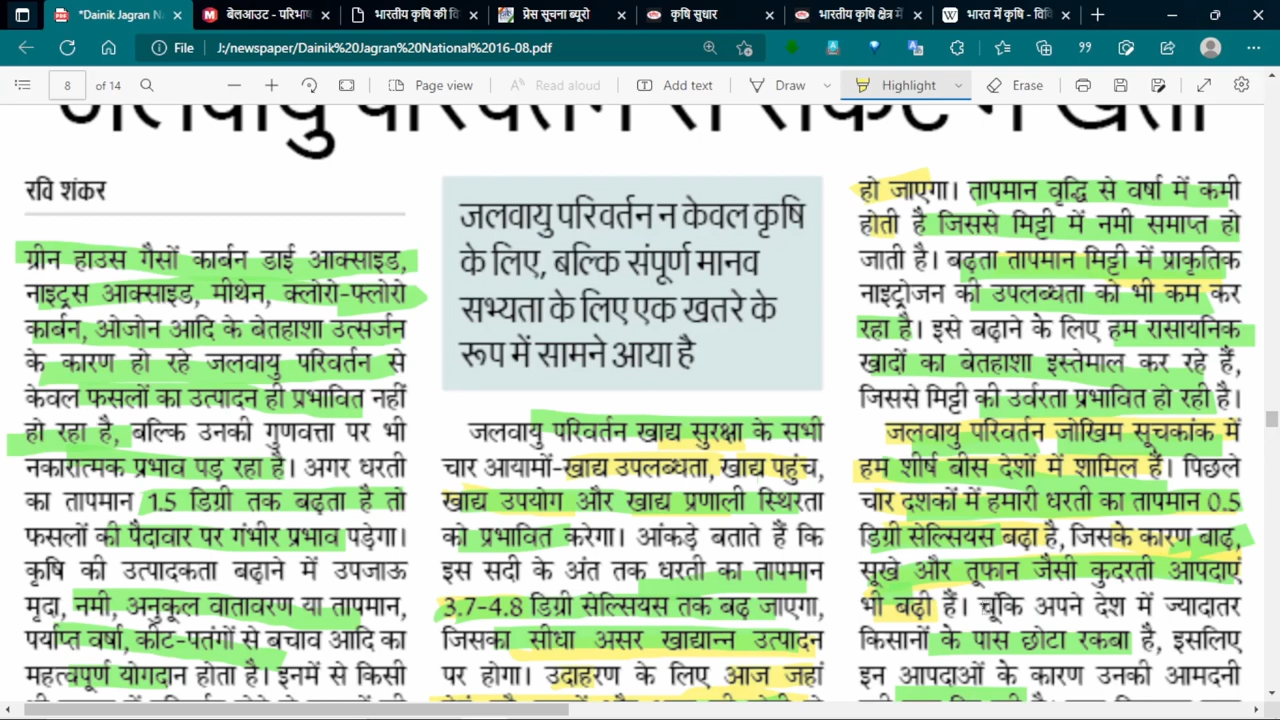 *Dainik Jagran Na
बेलआउट - परिभाष
भारतीय कृषि की वि
प्रेस सूचना ब्यूरो
कृषि सुधार
भारतीय कृषि क्षेत्र में
भारत में कृषि - विकि
File J:/newspaper/Dainik%20Jagran%20National%2016-08.pdf
8 of 14
Page view
Read aloud
Add text
Draw
Highlight
Erase
जलवायु परिवर्तन से संकट में खेती
रवि शंकर
ग्रीन हाउस गैसों कार्बन डाई आक्साइड,
नाइट्रस आक्साइड, मीथेन, क्लोरो-फ्लोरो
कार्बन, ओजोन आदि के बेतहाशा उत्सर्जन
के कारण हो रहे जलवायु परिवर्तन से
केवल फसलों का उत्पादन ही प्रभावित नहीं
हो रहा है, बल्कि उनकी गुणवत्ता पर भी
नकारात्मक प्रभाव पड़ रहा है। अगर धरती
का तापमान 1.5 डिग्री तक बढ़ता है तो
फसलों की पैदावार पर गंभीर प्रभाव पड़ेगा।
कृषि की उत्पादकता बढ़ाने में उपजाऊ
मृदा, नमी, अनुकूल वातावरण या तापमान,
पर्याप्त वर्षा, कीट-पतंगों से बचाव आदि का
महत्वपूर्ण योगदान होता है। इनमें से किसी
जलवायु परिवर्तन न केवल कृषि
के लिए, बल्कि संपूर्ण मानव
सभ्यता के लिए एक खतरे के
रूप में सामने आया है
जलवायु परिवर्तन खाद्य सुरक्षा के सभी
चार आयामों-खाद्य उपलब्धता, खाद्य पहुंच,
खाद्य उपयोग और खाद्य प्रणाली स्थिरता
को प्रभावित करेगा। आंकड़े बताते हैं कि
इस सदी के अंत तक धरती का तापमान
3.7-4.8 डिग्री सेल्सियस तक बढ़ जाएगा,
जिसका सीधा असर खाद्यान्न उत्पादन
पर होगा। उदाहरण के लिए आज जहां
हो जाएगा। तापमान वृद्धि से वर्षा में कमी
होती है जिससे मिट्टी में नमी समाप्त हो
जाती है। बढ़ता तापमान मिट्टी में प्राकृतिक
नाइट्रोजन की उपलब्धता को भी कम कर
रहा है। इसे बढ़ाने के लिए हम रासायनिक
खादों का बेतहाशा इस्तेमाल कर रहे हैं,
जिससे मिट्टी की उर्वरता प्रभावित हो रही है।
जलवायु परिवर्तन जोखिम सूचकांक में
हम शीर्ष बीस देशों में शामिल हैं। पिछले
चार दशकों में हमारी धरती का तापमान 0.5
डिग्री सेल्सियस बढ़ा है, जिसके कारण बाढ़,
सूखे और तूफान जैसी कुदरती आपदाएं
भी बढ़ी हैं। चूंकि अपने देश में ज्यादातर
किसानों के पास छोटा रकबा है, इसलिए
इन आपदाओं के कारण उनकी आमदनी